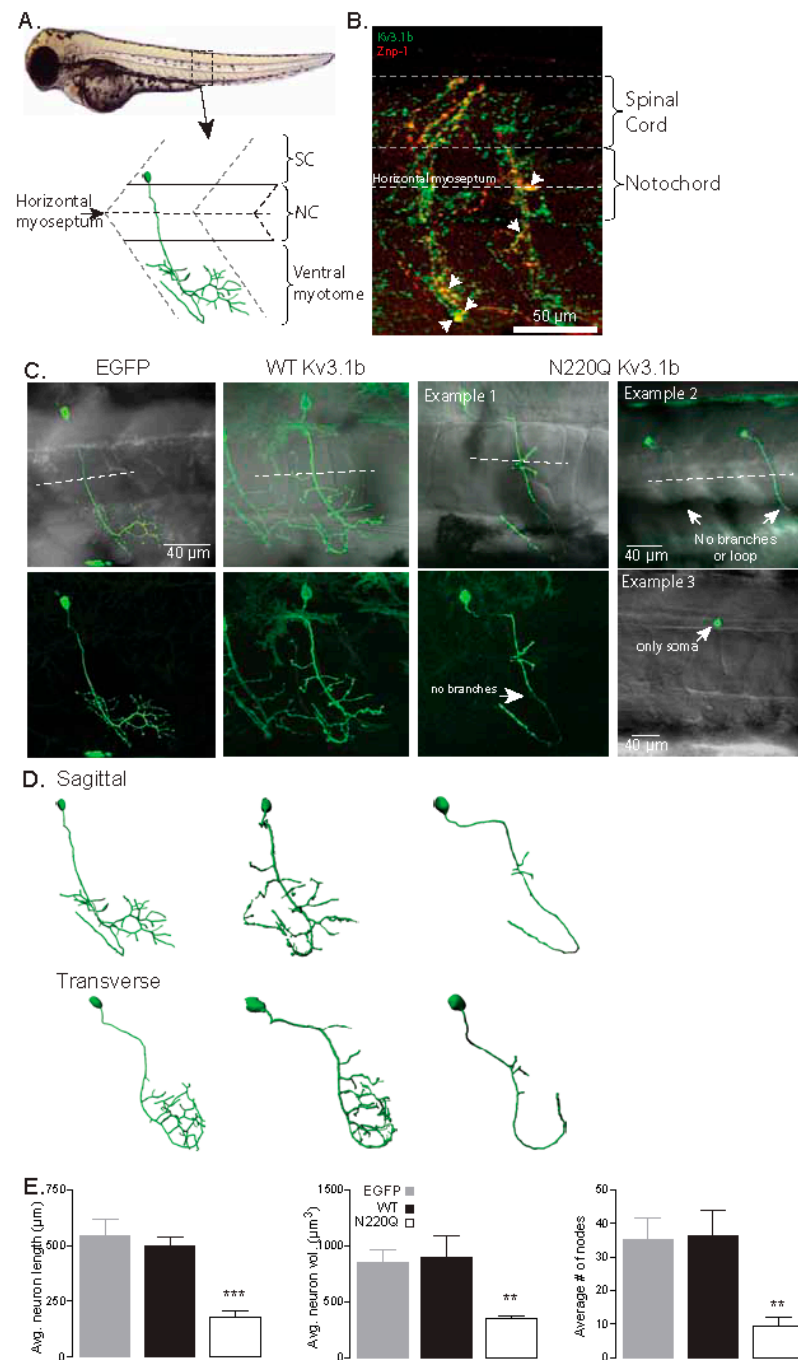 A.
SC
Horizontal
myoseptum
NC
Ventral
myotome
B.
Kv3.1b
Znp-1
Spinal
Cord
Horizontal myoseptum
Notochord
50 µm
C.
EGFP
WT Kv3.1b
N220Q Kv3.1b
Example 1
Example 2
40 µm
No branches
or loop
40 µm
Example 3
no branches
only soma
40 µm
D.
Sagittal
Transverse
E.
Avg. neuron length (µm)
750
500
250
0
***
Avg. neuron vol. (µm³)
1500
1000
500
0
EGFP
WT
N220Q
**
Average # of nodes
50
40
30
20
10
0
**